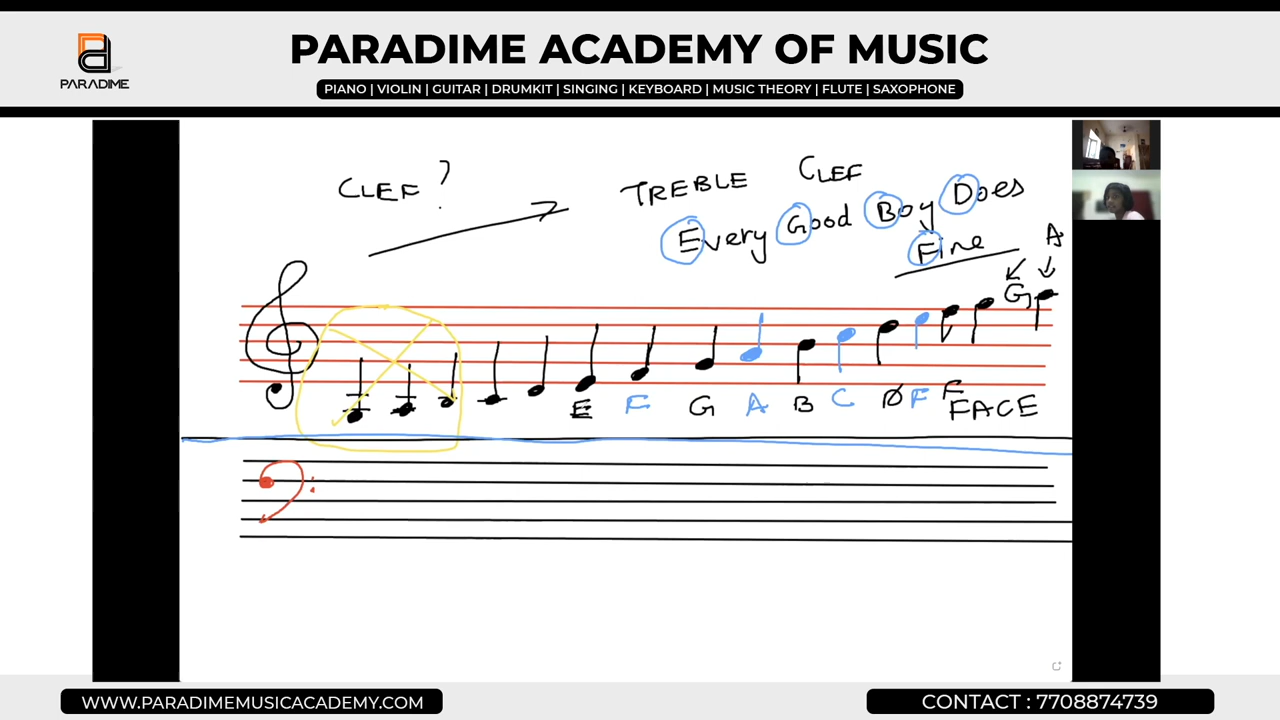 PARADIME ACADEMY OF MUSIC
PARADIME
PIANO | VIOLIN | GUITAR | DRUMKIT | SINGING | KEYBOARD | MUSIC THEORY | FLUTE | SAXOPHONE
CLEF ?
TREBLE CLEF
Every Good Boy Does
Fine
A
G
E F G A B C D F F
FACE
WWW.PARADIMEMUSICACADEMY.COM
CONTACT : 7708874739